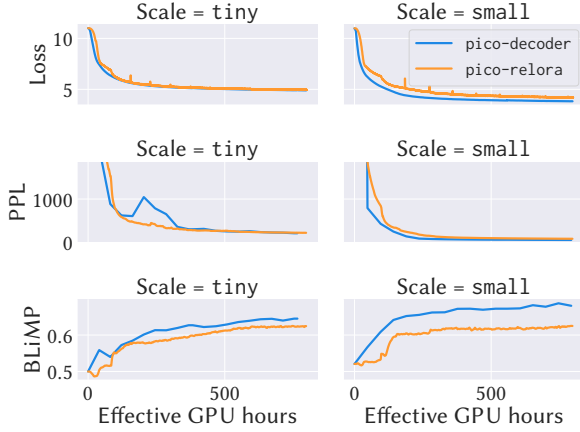 Scale = tiny
Scale = small
10
5
Loss
pico-decoder
pico-relora
Scale = tiny
Scale = small
1000
0
PPL
Scale = tiny
Scale = small
0.6
0.5
BLiMP
0
500
0
500
Effective GPU hours
Effective GPU hours